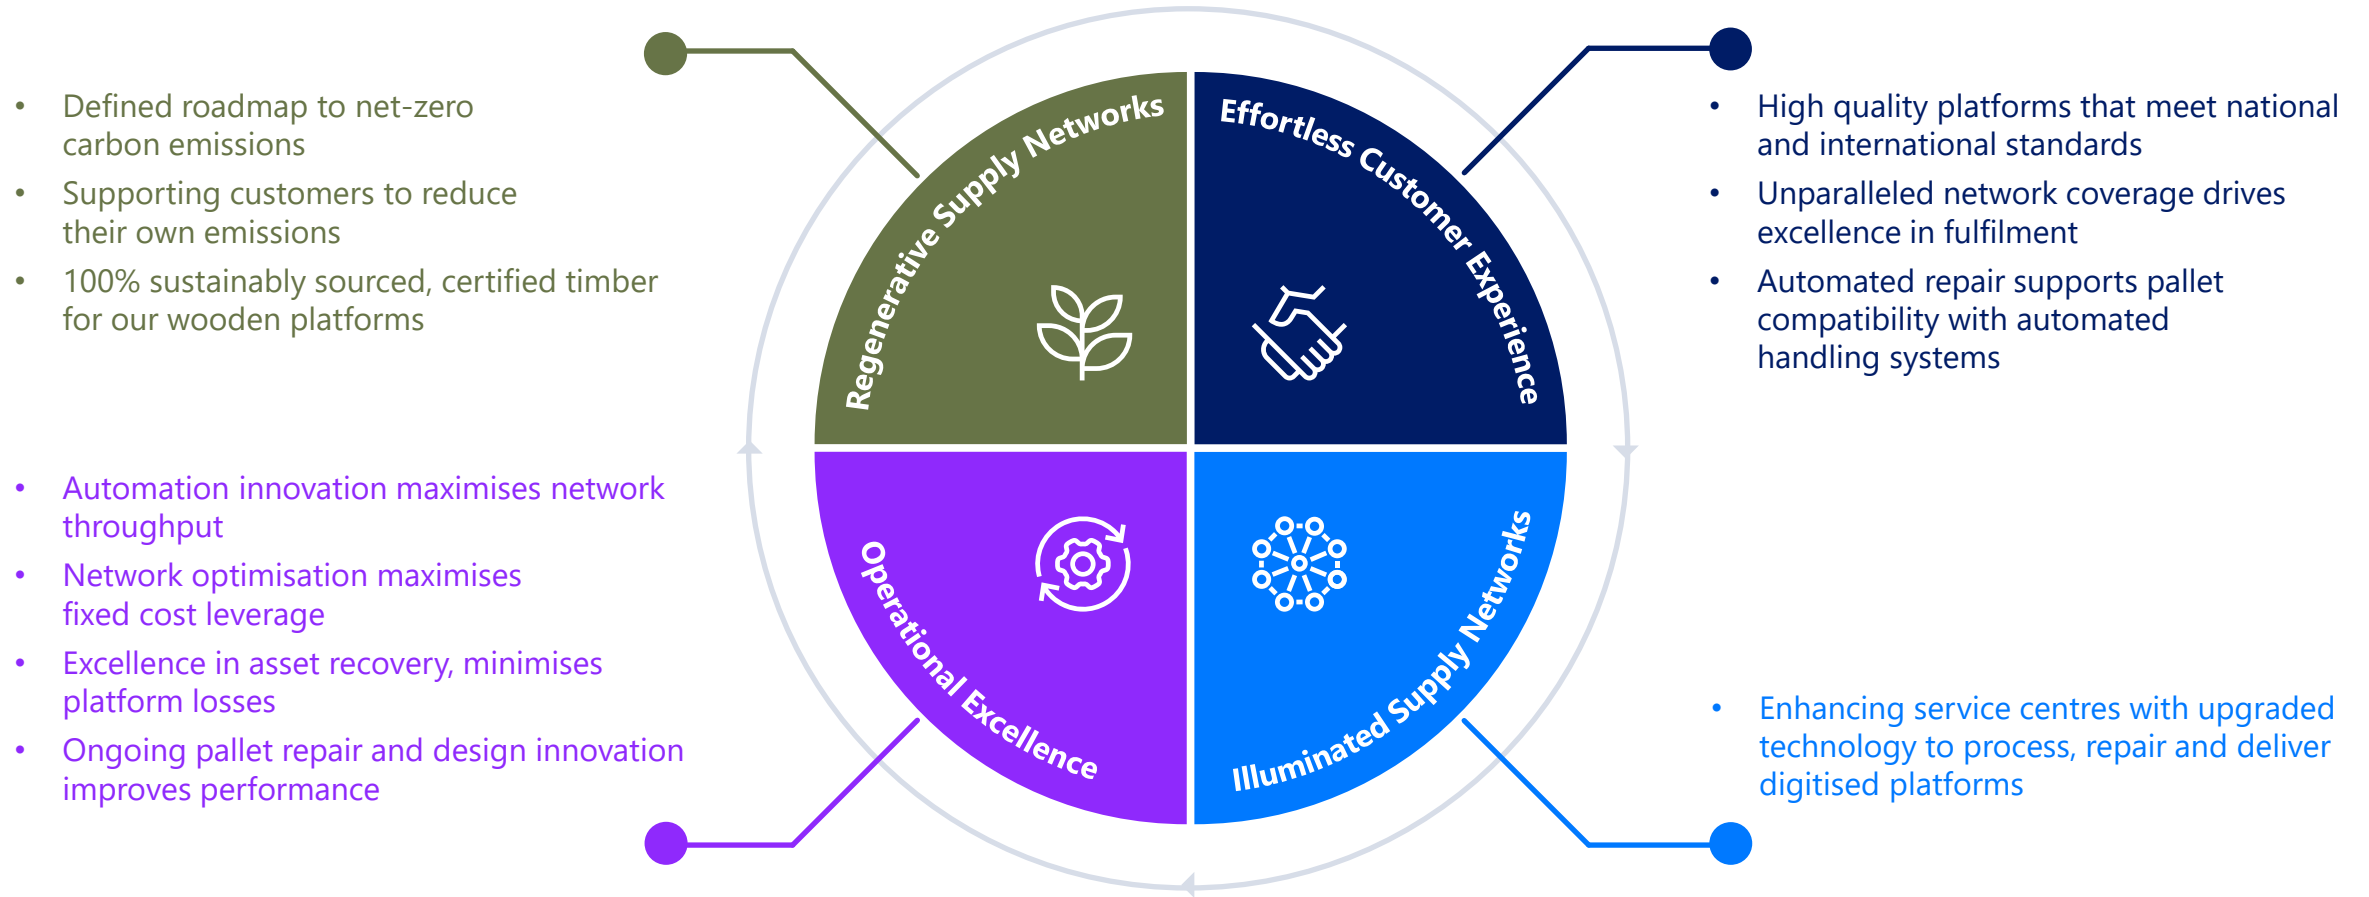 Regenerative Supply Networks
• Defined roadmap to net-zero
carbon emissions
• Supporting customers to reduce
their own emissions
• 100% sustainably sourced, certified timber
for our wooden platforms
Effortless Customer Experience
• High quality platforms that meet national
and international standards
• Unparalleled network coverage drives
excellence in fulfilment
• Automated repair supports pallet
compatibility with automated
handling systems
Operational Excellence
• Automation innovation maximises network
throughput
• Network optimisation maximises
fixed cost leverage
• Excellence in asset recovery, minimises
platform losses
• Ongoing pallet repair and design innovation
improves performance
Illuminated Supply Networks
• Enhancing service centres with upgraded
technology to process, repair and deliver
digitised platforms